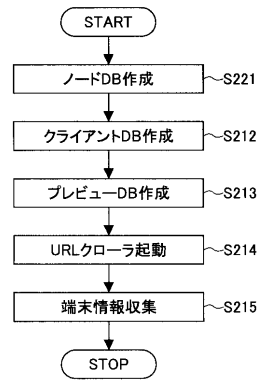 START
ノードDB作成 S221
クライアントDB作成 S212
プレビューDB作成 S213
URLクローラ起動 S214
端末情報収集 S215
STOP